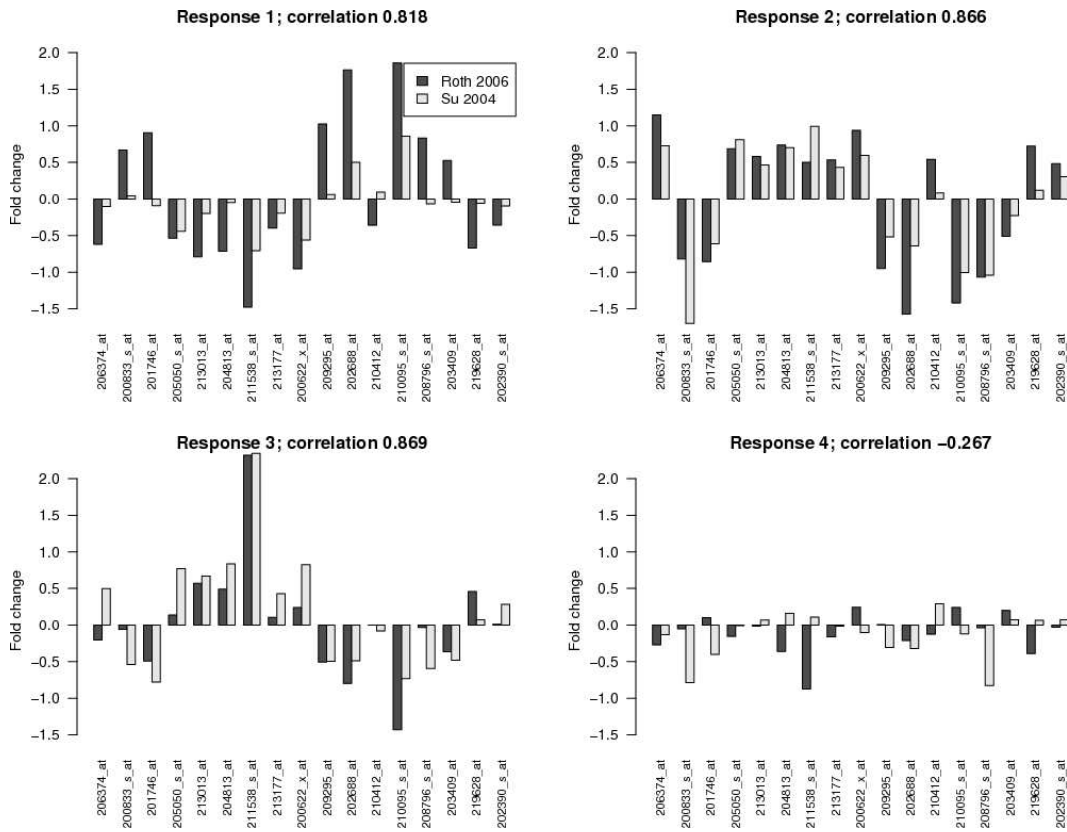 Response 1; correlation 0.818
Fold change
2.0
1.5
1.0
0.5
0.0
−0.5
−1.0
−1.5
Roth 2006
Su 2004
206374_at
200833_s_at
201746_at
205050_s_at
213013_at
204813_at
211538_s_at
213177_at
200622_x_at
209295_at
202688_at
210412_at
210095_s_at
208796_s_at
203409_at
219628_at
202390_s_at
Response 2; correlation 0.866
Fold change
2.0
1.5
1.0
0.5
0.0
−0.5
−1.0
−1.5
206374_at
200833_s_at
201746_at
205050_s_at
213013_at
204813_at
211538_s_at
213177_at
200622_x_at
209295_at
202688_at
210412_at
210095_s_at
208796_s_at
203409_at
219628_at
202390_s_at
Response 3; correlation 0.869
Fold change
2.0
1.5
1.0
0.5
0.0
−0.5
−1.0
−1.5
206374_at
200833_s_at
201746_at
205050_s_at
213013_at
204813_at
211538_s_at
213177_at
200622_x_at
209295_at
202688_at
210412_at
210095_s_at
208796_s_at
203409_at
219628_at
202390_s_at
Response 4; correlation −0.267
Fold change
2.0
1.5
1.0
0.5
0.0
−0.5
−1.0
−1.5
206374_at
200833_s_at
201746_at
205050_s_at
213013_at
204813_at
211538_s_at
213177_at
200622_x_at
209295_at
202688_at
210412_at
210095_s_at
208796_s_at
203409_at
219628_at
202390_s_at